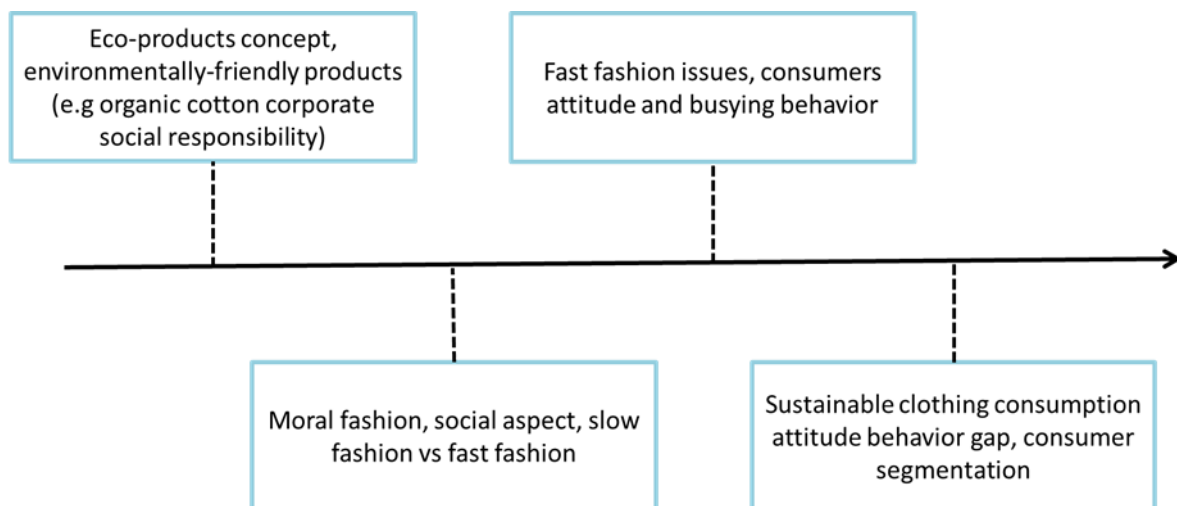 Eco-products concept,
environmentally-friendly products
(e.g organic cotton corporate
social responsibility)
Moral fashion, social aspect, slow
fashion vs fast fashion
Fast fashion issues, consumers
attitude and busying behavior
Sustainable clothing consumption
attitude behavior gap, consumer
segmentation